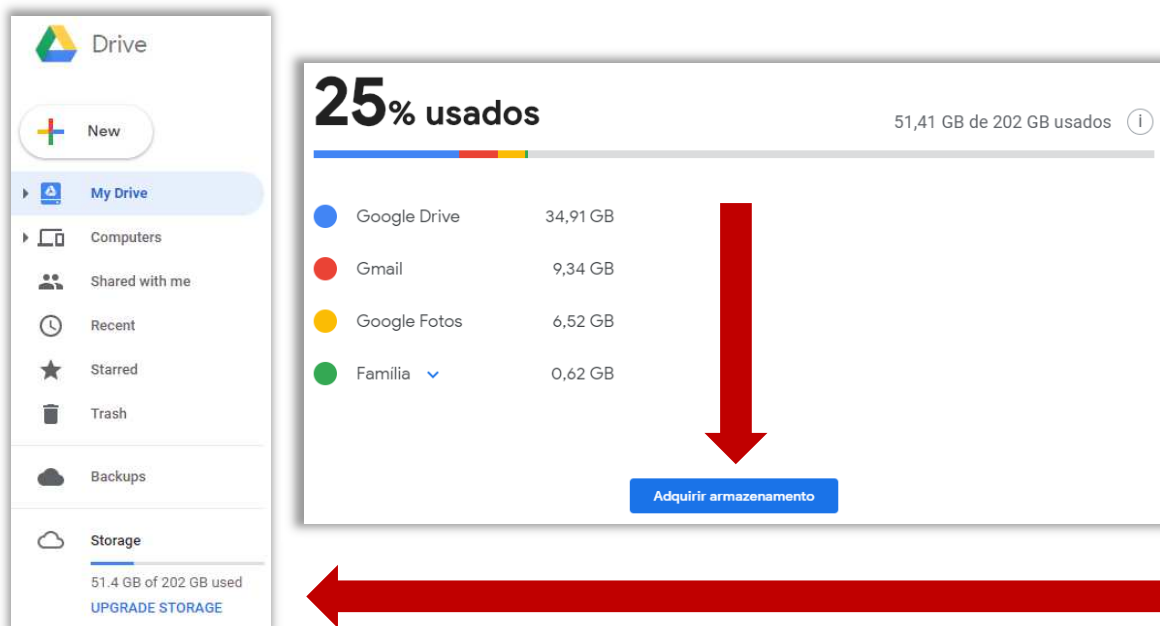 Drive
New
My Drive
Computers
Shared with me
Recent
Starred
Trash
Backups
Storage
51.4 GB of 202 GB used
UPGRADE STORAGE
25% usados
51,41 GB de 202 GB usados
Google Drive 34,91 GB
Gmail 9,34 GB
Google Fotos 6,52 GB
Família 0,62 GB
Adquirir armazenamento